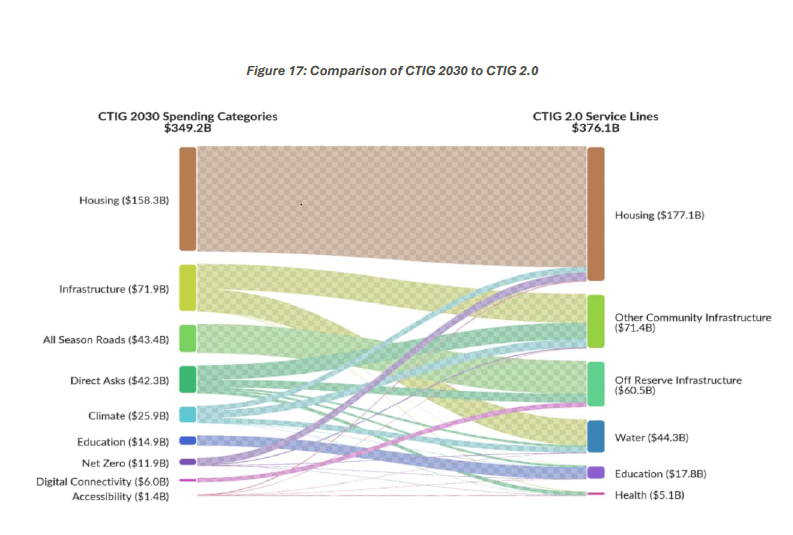 Figure 17: Comparison of CTIG 2030 to CTIG 2.0
CTIG 2030 Spending Categories
$349.2B
CTIG 2.0 Service Lines
$376.1B
Housing ($158.3B)
Infrastructure ($71.9B)
All Season Roads ($43.4B)
Direct Asks ($42.3B)
Climate ($25.9B)
Education ($14.9B)
Net Zero ($11.9B)
Digital Connectivity ($6.0B)
Accessibility ($1.4B)
Housing ($177.1B)
Other Community Infrastructure
($71.4B)
Off Reserve Infrastructure
($60.5B)
Water ($44.3B)
Education ($17.8B)
Health ($5.1B)